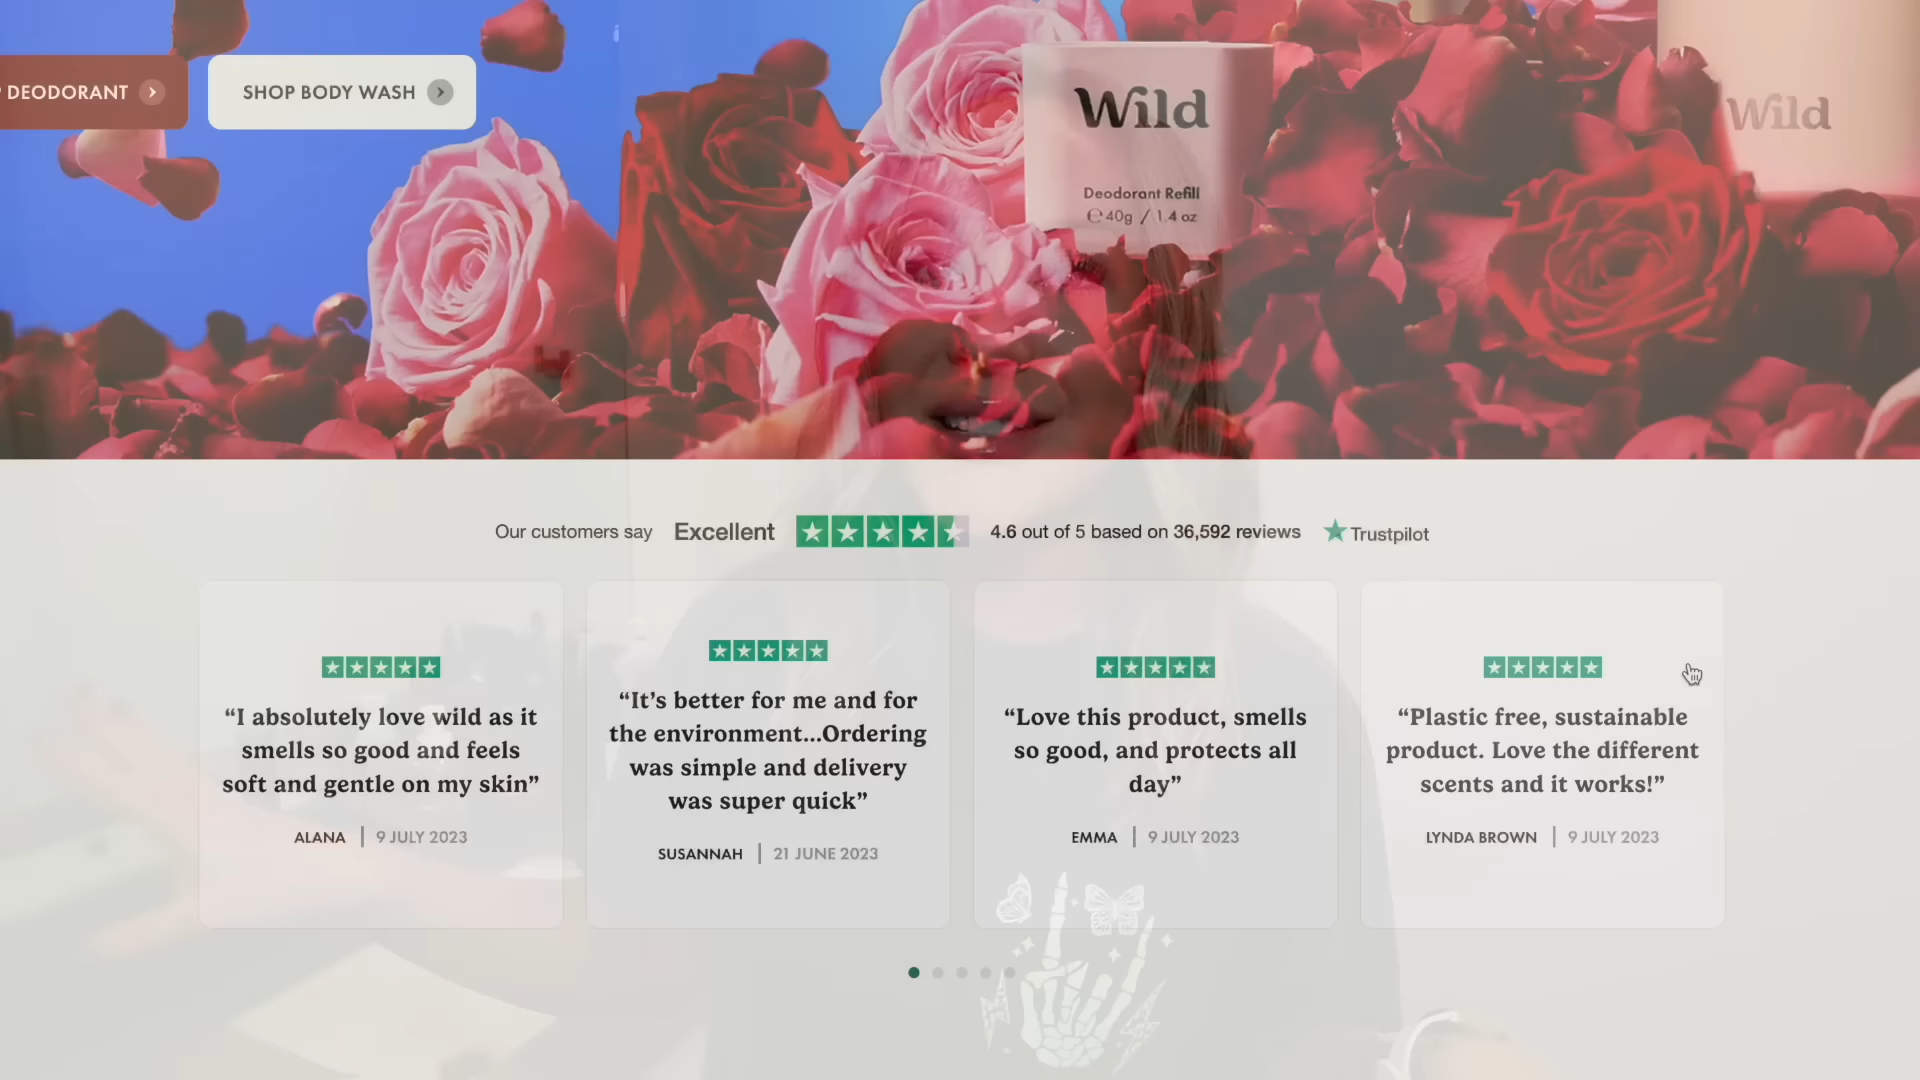 DEODORANT
SHOP BODY WASH
Wild
Deodorant Refill
℮ 40g / 1.4 oz
Wild
Our customers say Excellent 4.6 out of 5 based on 36,592 reviews Trustpilot
“I absolutely love wild as it
smells so good and feels
soft and gentle on my skin”
ALANA | 9 JULY 2023
“It’s better for me and for
the environment...Ordering
was simple and delivery
was super quick”
SUSANNAH | 21 JUNE 2023
“Love this product, smells
so good, and protects all
day”
EMMA | 9 JULY 2023
“Plastic free, sustainable
product. Love the different
scents and it works!”
LYNDA BROWN | 9 JULY 2023